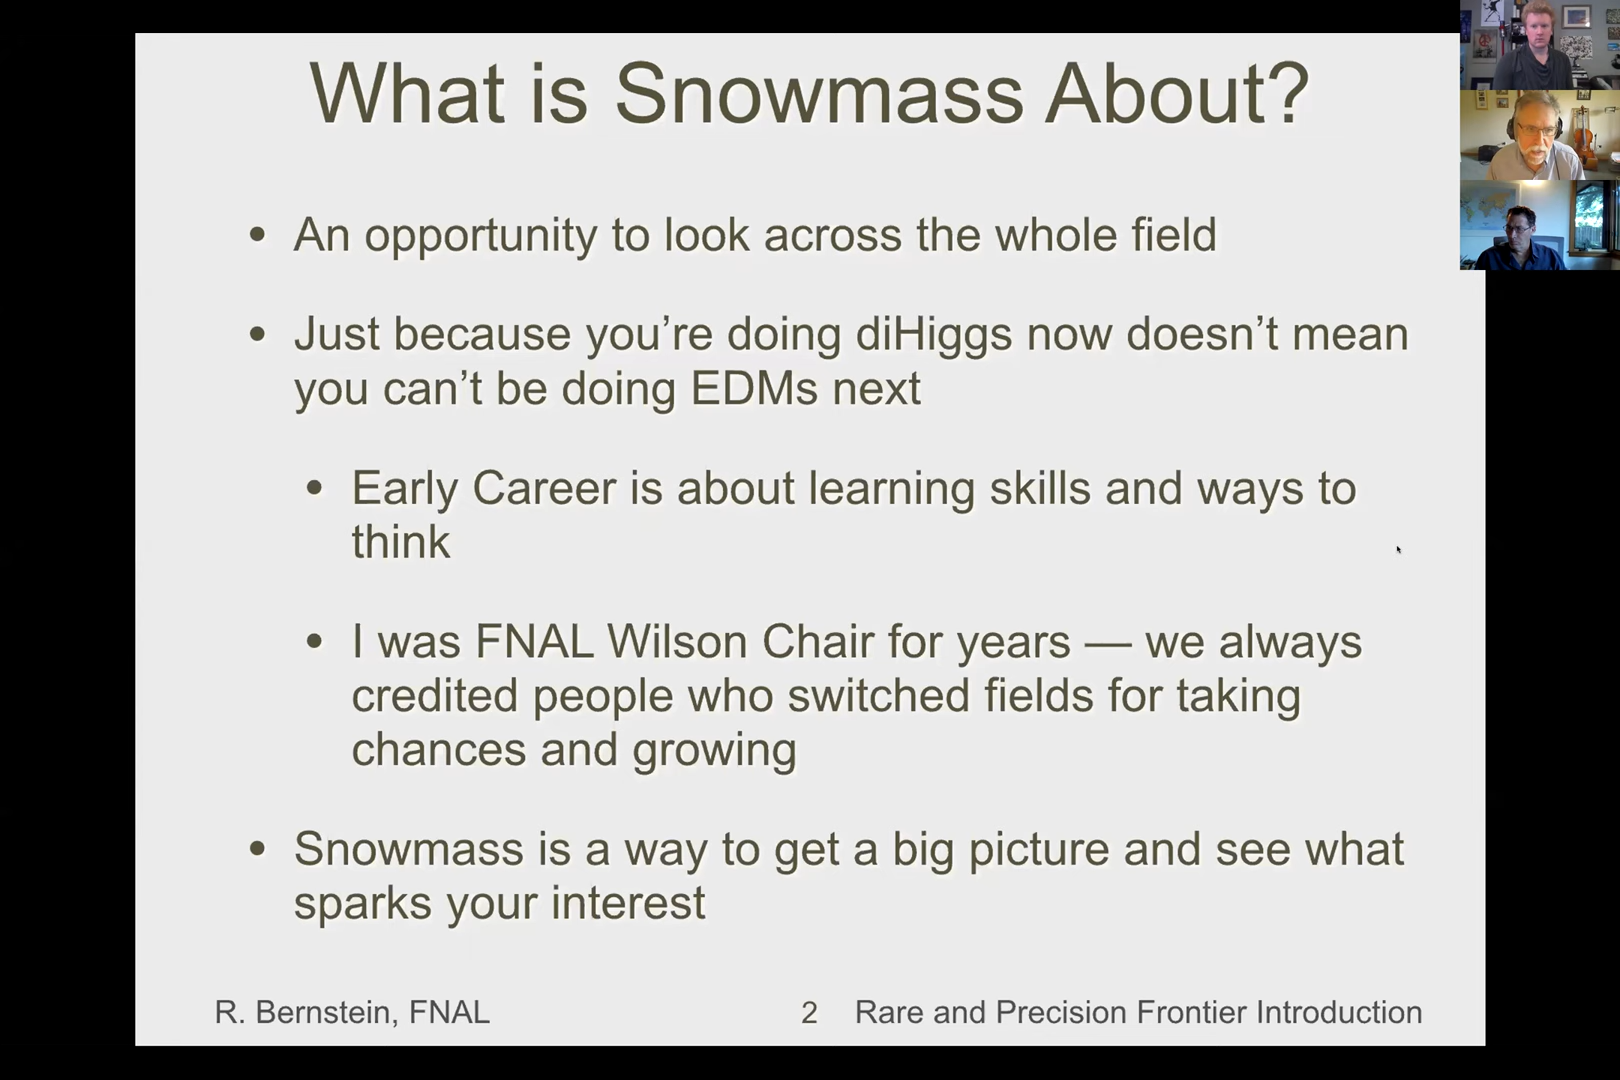 What is Snowmass About?
• An opportunity to look across the whole field
• Just because you’re doing diHiggs now doesn’t mean
you can’t be doing EDMs next
• Early Career is about learning skills and ways to
think
• I was FNAL Wilson Chair for years — we always
credited people who switched fields for taking
chances and growing
• Snowmass is a way to get a big picture and see what
sparks your interest
R. Bernstein, FNAL 2 Rare and Precision Frontier Introduction